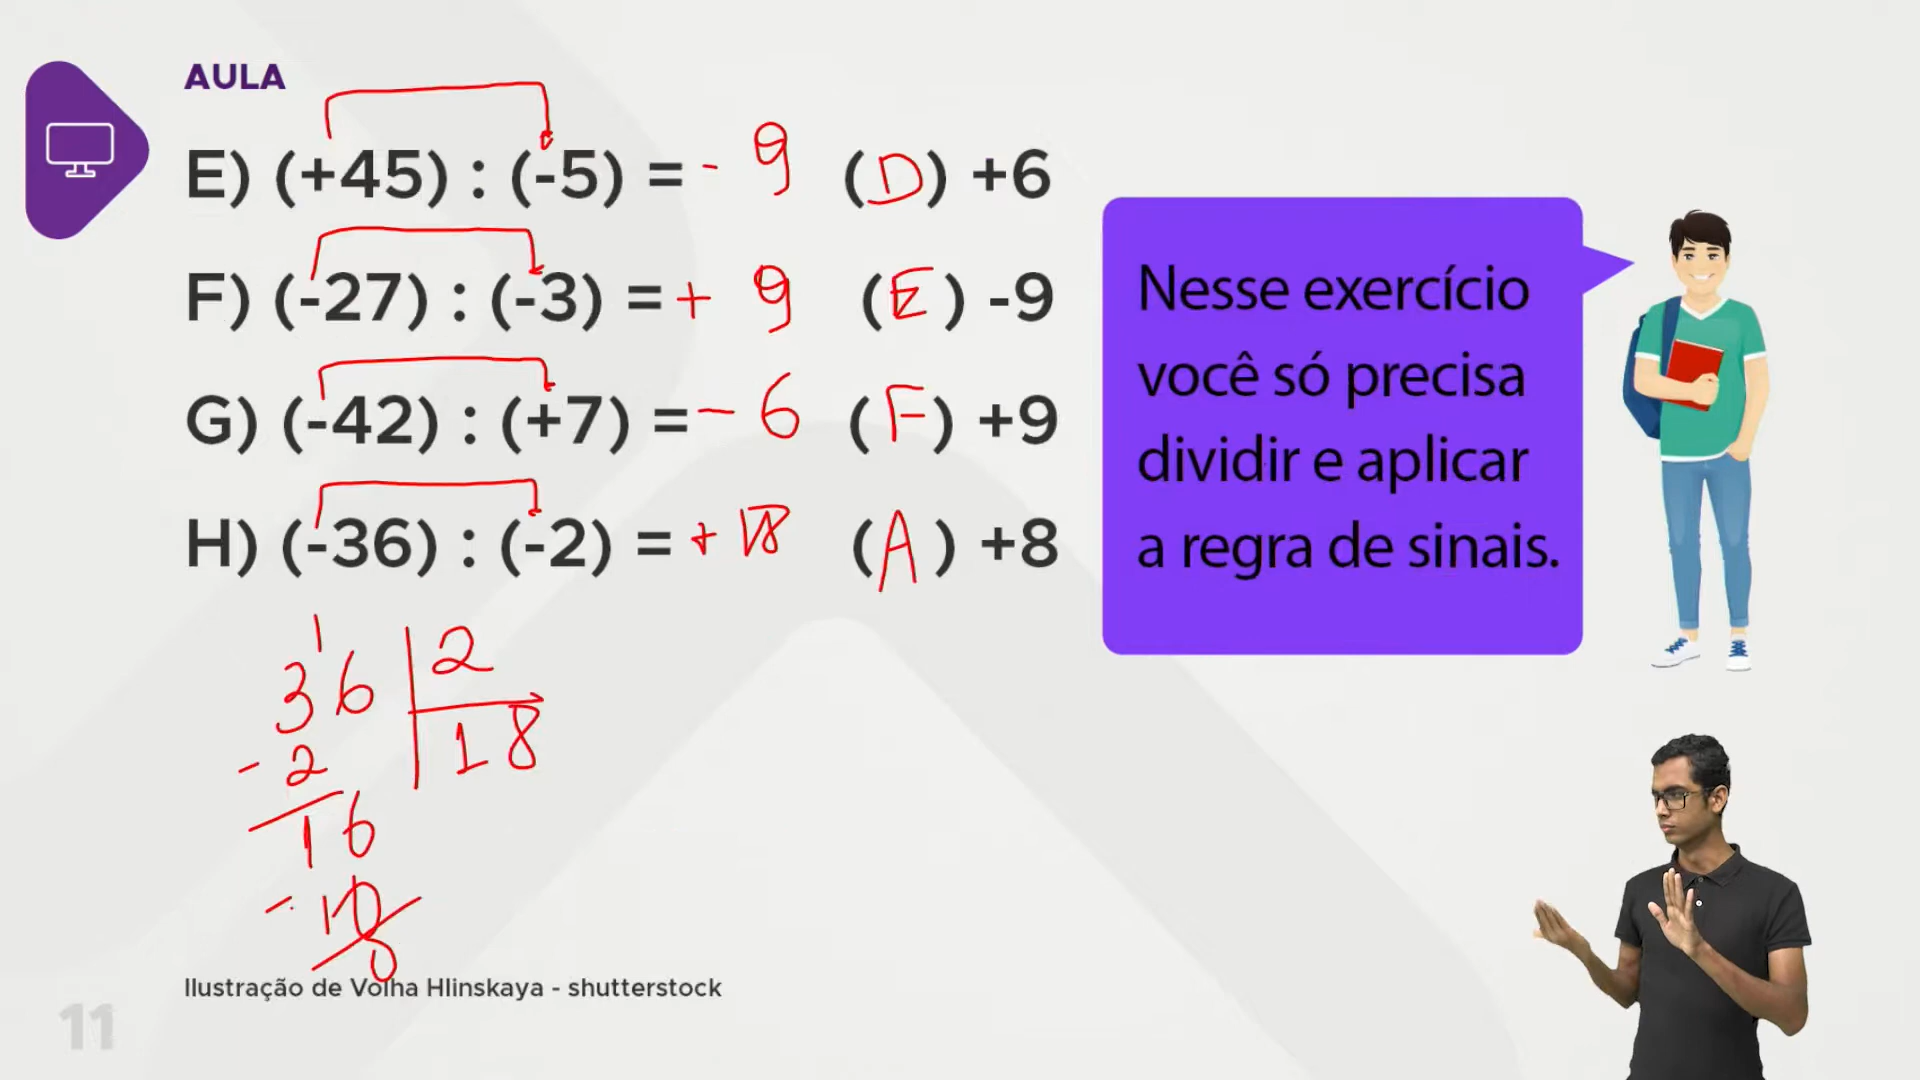 AULA
E) (+45) : (-5) = - 9 (D) +6
F) (-27) : (-3) = + 9 (E) -9
G) (-42) : (+7) = - 6 (F) +9
H) (-36) : (-2) = + 18 (A) +8
Nesse exercício
você só precisa
dividir e aplicar
a regra de sinais.
1
36 2
- 2 18
16
-
0
Ilustração de Volha Hlinskaya - shutterstock
11